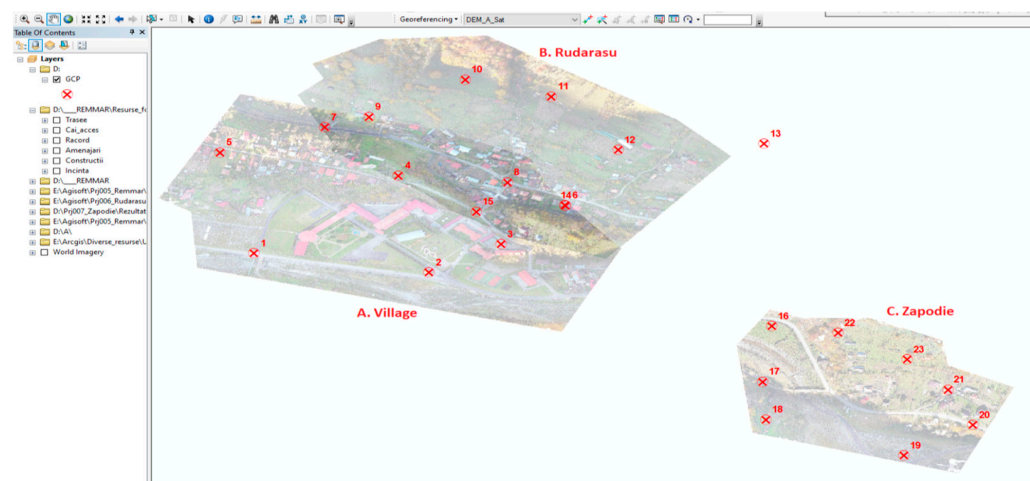 Georeferencing
DEM_A_Sat
Table Of Contents
Layers
D:
GCP
D:\___REMMAR\Resurse_f
Trasee
Cai_acces
Racord
Amenajari
Constructii
Incinta
D:\___REMMAR
E:\Agisoft\Prj005_Remmar\
E:\Agisoft\Prj006_Rudarasu
D:\Prj007_Zapodie\Rezultat
E:\Agisoft\Prj005_Remmar\
D:\A\
E:\Arcgis\Diverse_resurse\L
World Imagery
B. Rudarasu
10
11
9
7
13
12
5
4
8
146
15
3
1
2
A. Village
C. Zapodie
16
22
23
17
21
18
20
19